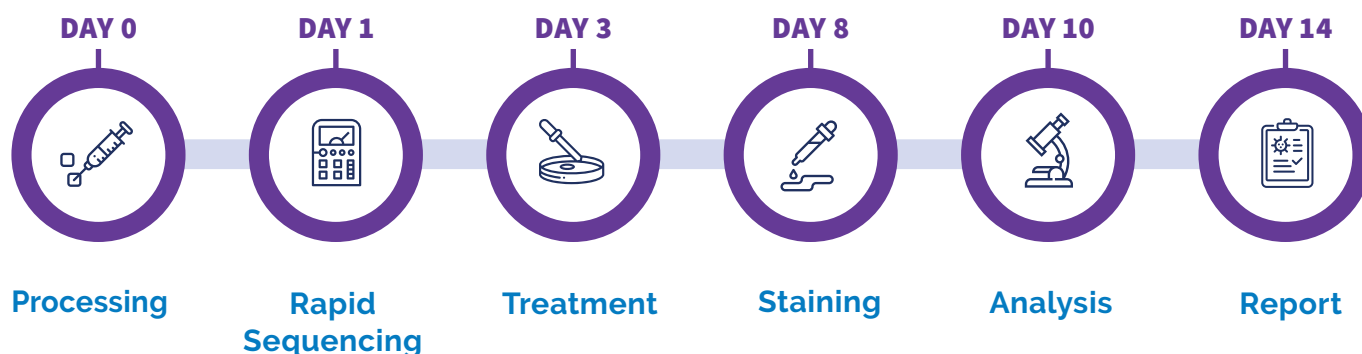 DAY 0 DAY 1 DAY 3 DAY 8 DAY 10 DAY 14
Processing Rapid Treatment Staining Analysis Report
Sequencing